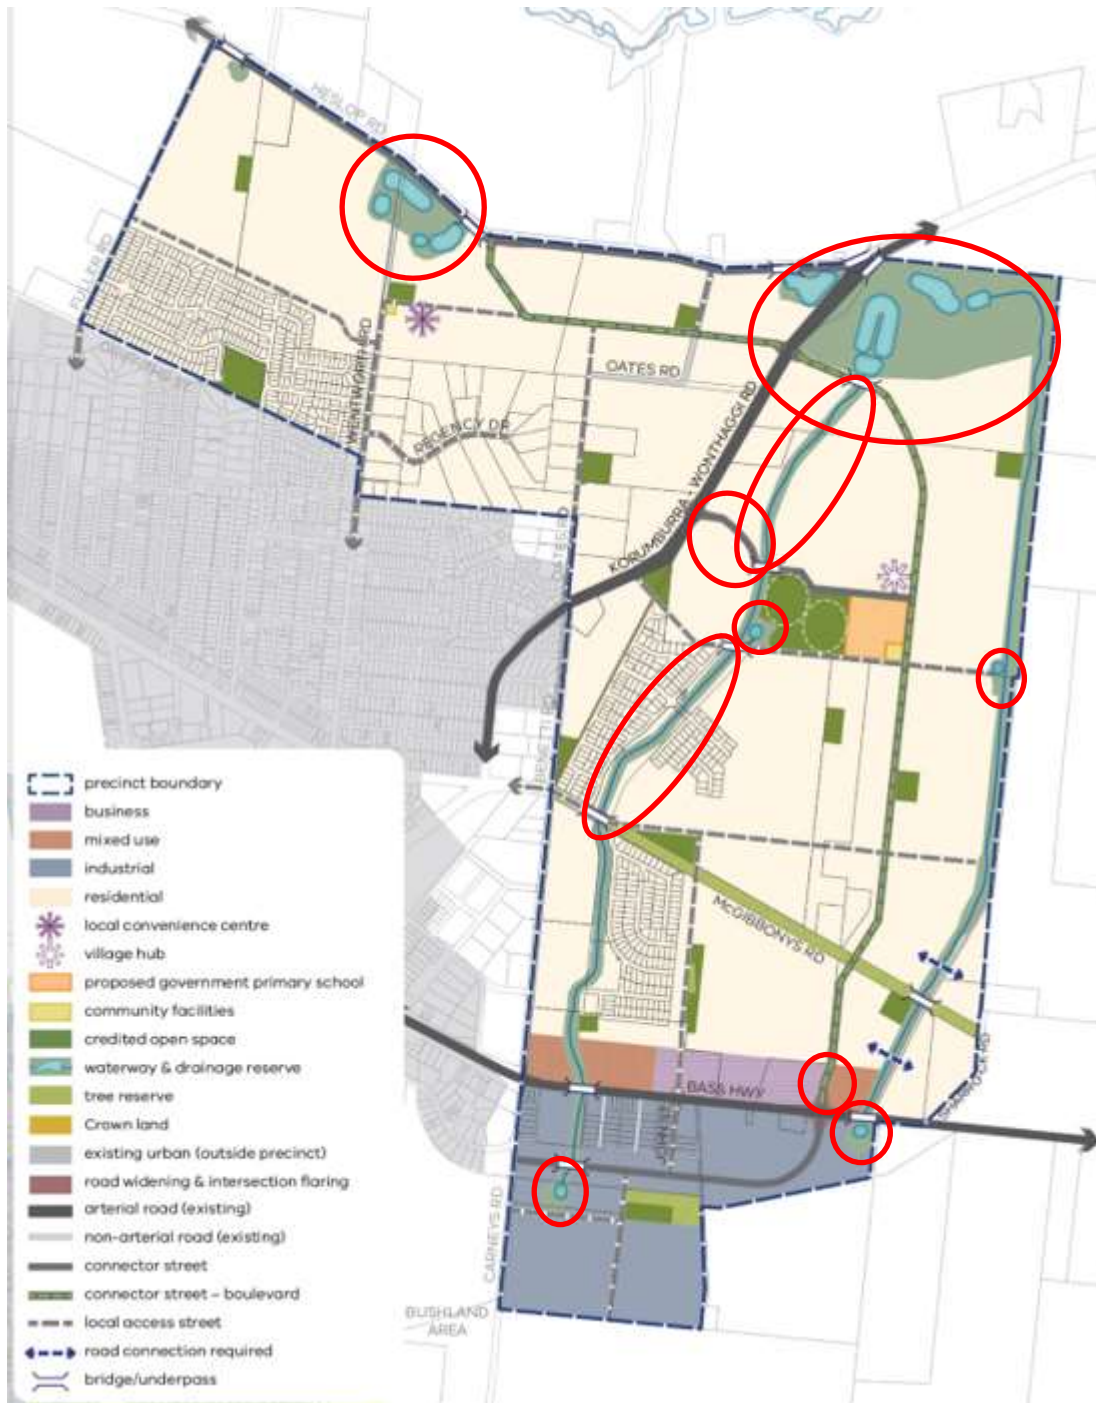 HESLOP RD
FULLER RD
WENTWORTH RD
OATES RD
REGENCY DR
KORUMBURRA - WONTHAGGI RD
OATES RD
McGIBBONYS RD
BASS HWY
CARNEYS RD
BUSHLAND
AREA
precinct boundary
business
mixed use
industrial
residential
local convenience centre
village hub
proposed government primary school
community facilities
credited open space
waterway & drainage reserve
tree reserve
Crown land
existing urban (outside precinct)
road widening & intersection flaring
arterial road (existing)
non-arterial road (existing)
connector street
connector street – boulevard
local access street
road connection required
bridge/underpass